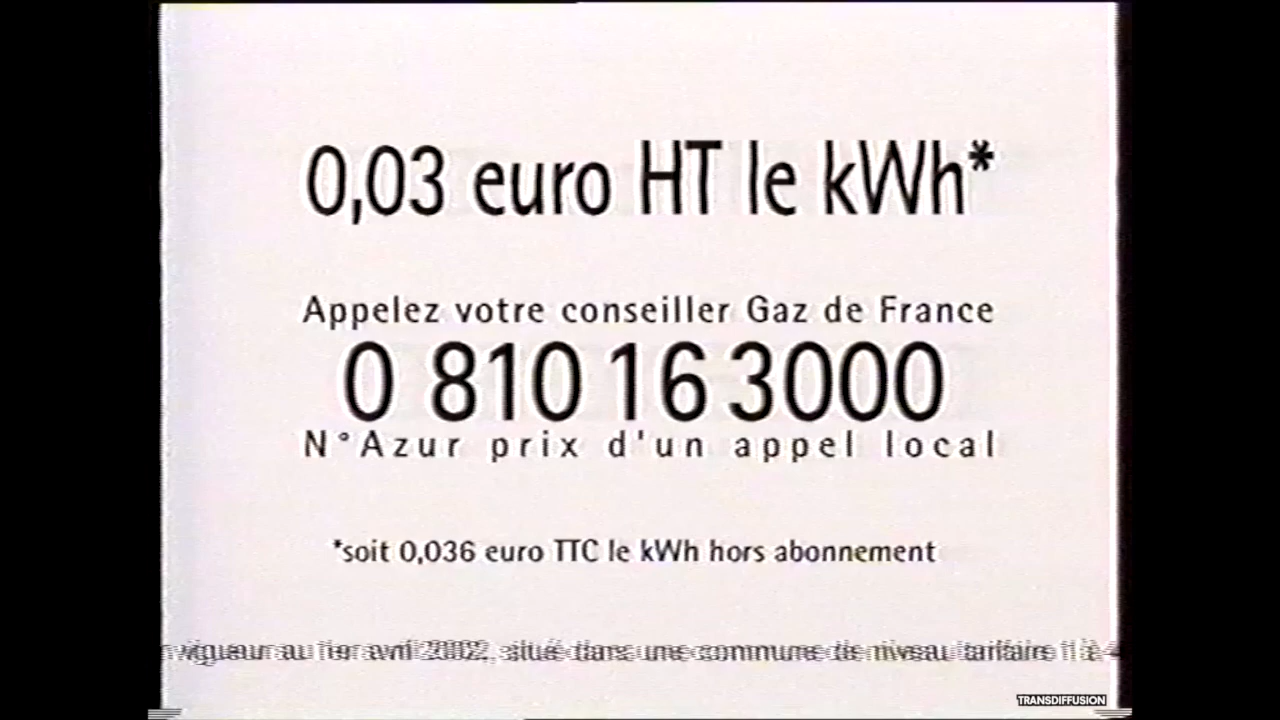 0,03 euro HT le kWh*
Appelez votre conseiller Gaz de France
0 810 16 3000
N°Azur prix d'un appel local
*soit 0,036 euro TTC le kWh hors abonnement
vigueur au 1er avril 2002, situé dans une commune de niveau tarifaire 1 à 4
TRANSDIFFUSION